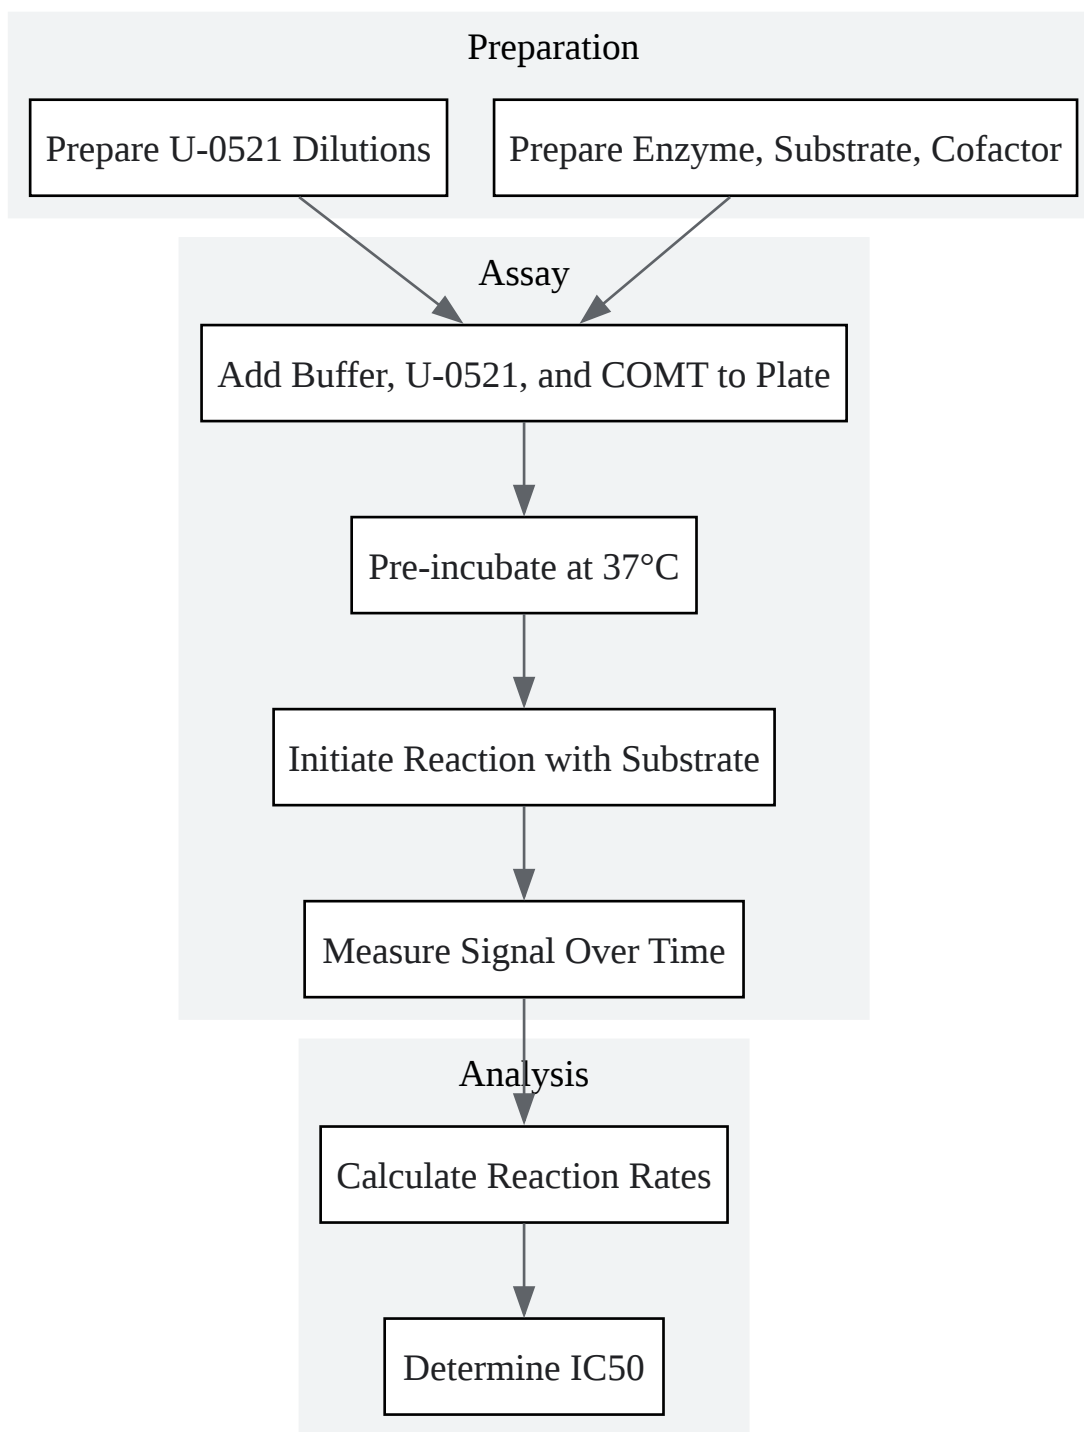 Preparation
Prepare U-0521 Dilutions
Prepare Enzyme, Substrate, Cofactor
Assay
Add Buffer, U-0521, and COMT to Plate
Pre-incubate at 37°C
Initiate Reaction with Substrate
Measure Signal Over Time
Analysis
Calculate Reaction Rates
Determine IC50